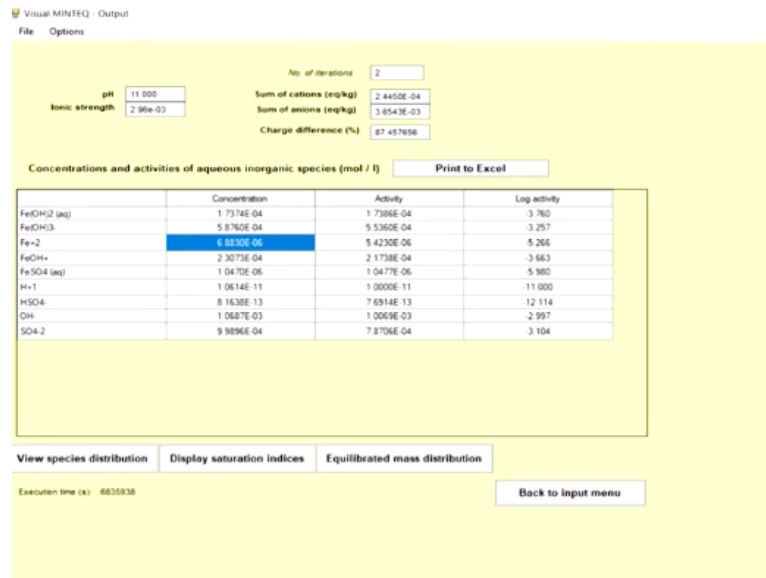 Visual MINTEQ - Output
File Options
No. of iterations 2
pH 11.000 Sum of cations (eq/kg) 2.4450E-04
Ionic strength 2.96e-03 Sum of anions (eq/kg) 3.6543E-03
Charge difference (%) 87.457656
Concentrations and activities of aqueous inorganic species (mol / l) Print to Excel
Concentration Activity Log activity
Fe(OH)2 (aq) 1.7374E-04 1.7386E-04 -3.760
Fe(OH)3- 5.8760E-04 5.5360E-04 -3.257
Fe+2 6.8830E-06 5.4230E-06 -5.266
FeOH+ 2.3073E-04 2.1738E-04 -3.663
FeSO4 (aq) 1.0470E-06 1.0477E-06 -5.980
H+1 1.0614E-11 1.0000E-11 -11.000
HSO4- 8.1638E-13 7.6914E-13 -12.114
OH- 1.0687E-03 1.0069E-03 -2.997
SO4-2 9.9896E-04 7.8706E-04 -3.104
View species distribution Display saturation indices Equilibrated mass distribution
Execution time (s): 6835938
Back to input menu